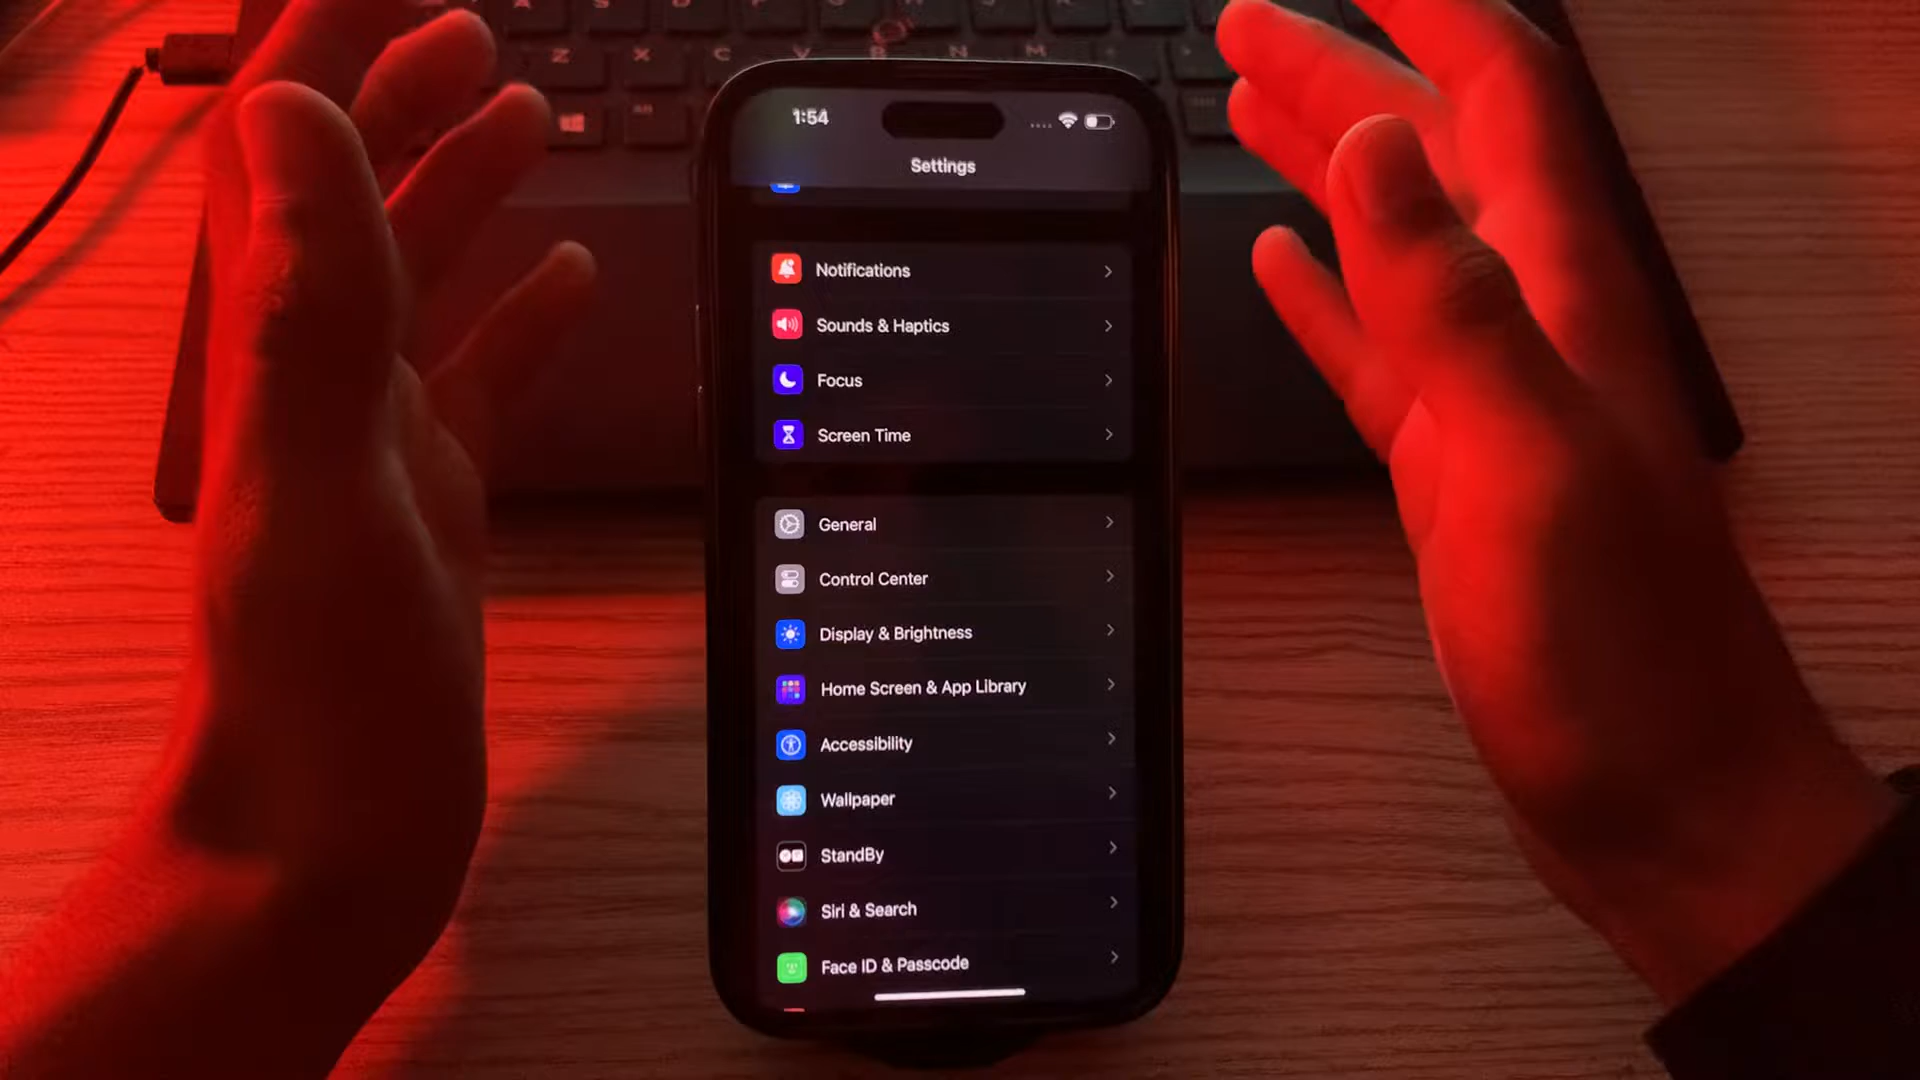 A S D F G H J K L
Z X C V B N M
1:54
Settings
Notifications
Sounds & Haptics
Focus
Screen Time
General
Control Center
Display & Brightness
Home Screen & App Library
Accessibility
Wallpaper
StandBy
Siri & Search
Face ID & Passcode